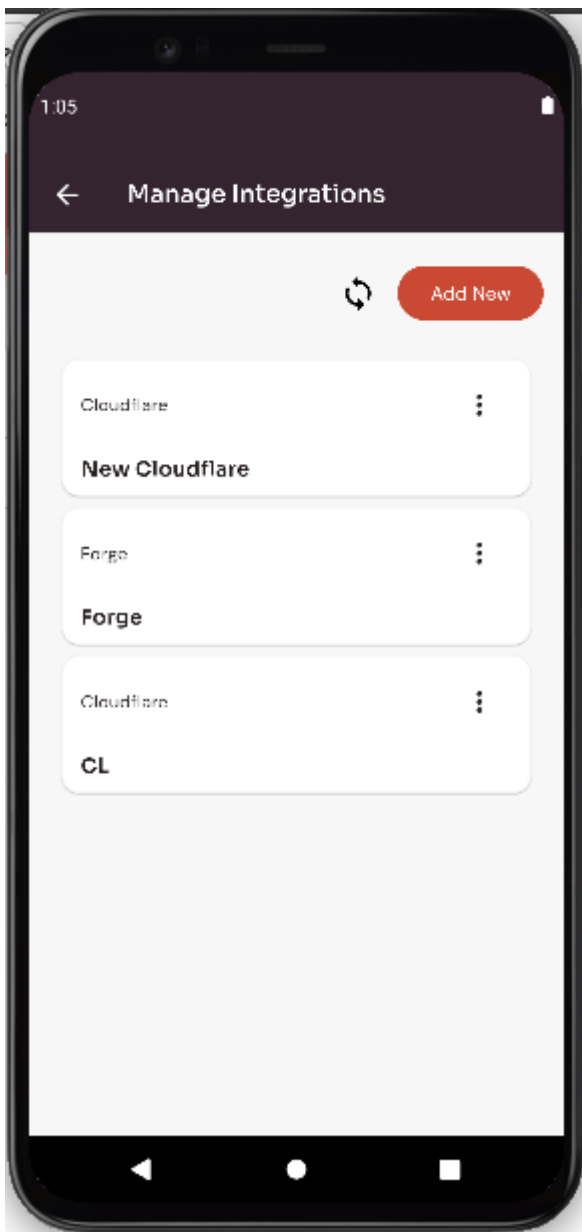 1:05
Manage Integrations
Add New
Cloudflare
New Cloudflare
Forge
Forge
Cloudflare
CL